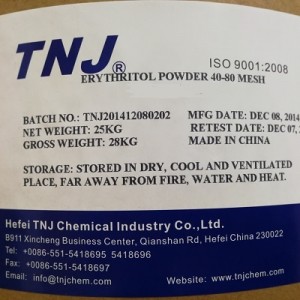 TNJ®
ISO 9001:2008
ERYTHRITOL POWDER 40-80 MESH
BATCH NO.: TNJ201412080202 MFG DATE: DEC 08, 2014
NET WEIGHT: 25KG RETEST DATE: DEC 07, 2
GROSS WEIGHT: 28KG MADE IN CHINA
STORAGE: STORED IN DRY, COOL AND VENTILATED
PLACE, FAR AWAY FROM FIRE, WATER AND HEAT.
Hefei TNJ Chemical Industry Co.,Ltd.
B911 Xincheng Business Center, Qianshan Rd, Hefei China 230022
Tel: +0086-551-5418695 5418696
Fax: +0086-551-5418697
Email: info@tnjchem.com Website: www.tnjchem.com